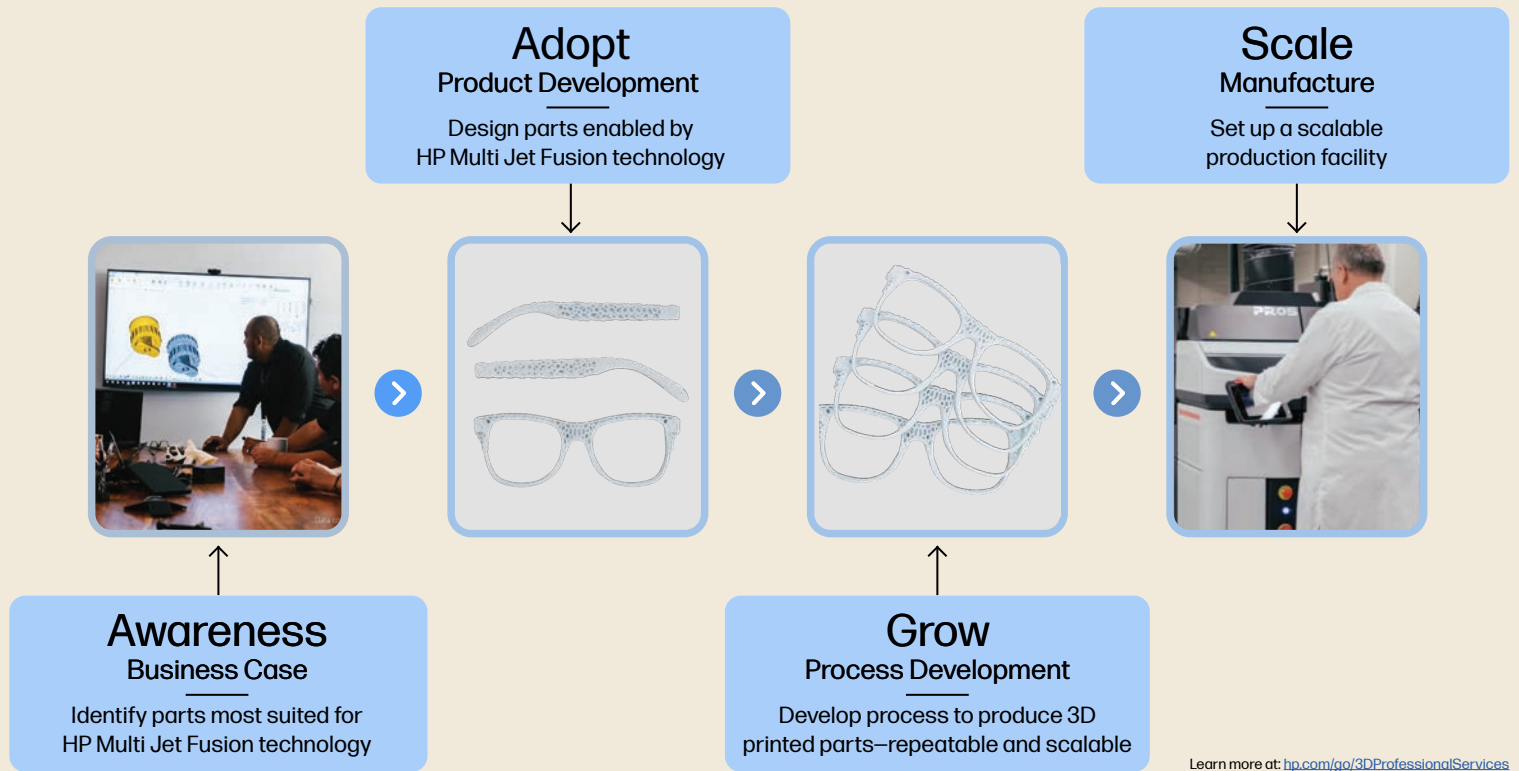 Adopt
Product Development
Design parts enabled by
HP Multi Jet Fusion technology
Scale
Manufacture
Set up a scalable
production facility
PROS
Awareness
Business Case
Identify parts most suited for
HP Multi Jet Fusion technology
Grow
Process Development
Develop process to produce 3D
printed parts—repeatable and scalable
Learn more at: hp.com/go/3DProfessionalServices